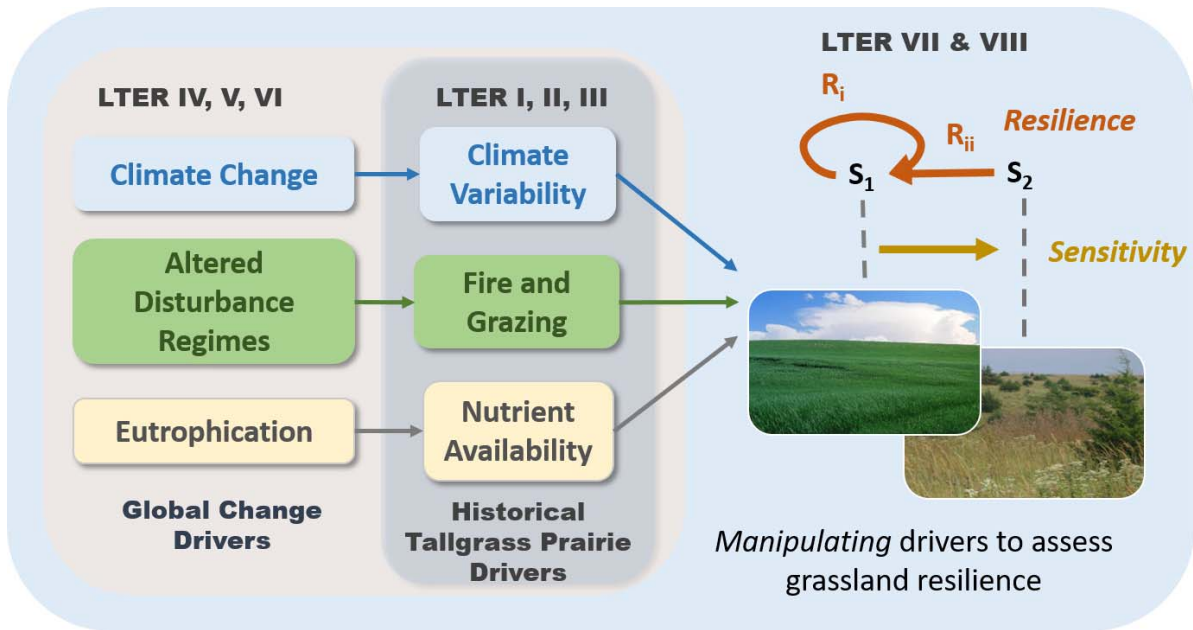 LTER IV, V, VI
Climate Change
Altered
Disturbance
Regimes
Eutrophication
Global Change
Drivers
LTER I, II, III
Climate
Variability
Fire and
Grazing
Nutrient
Availability
Historical
Tallgrass Prairie
Drivers
LTER VII & VIII
Ri
Rii
Resilience
S1
S2
Sensitivity
Manipulating drivers to assess
grassland resilience